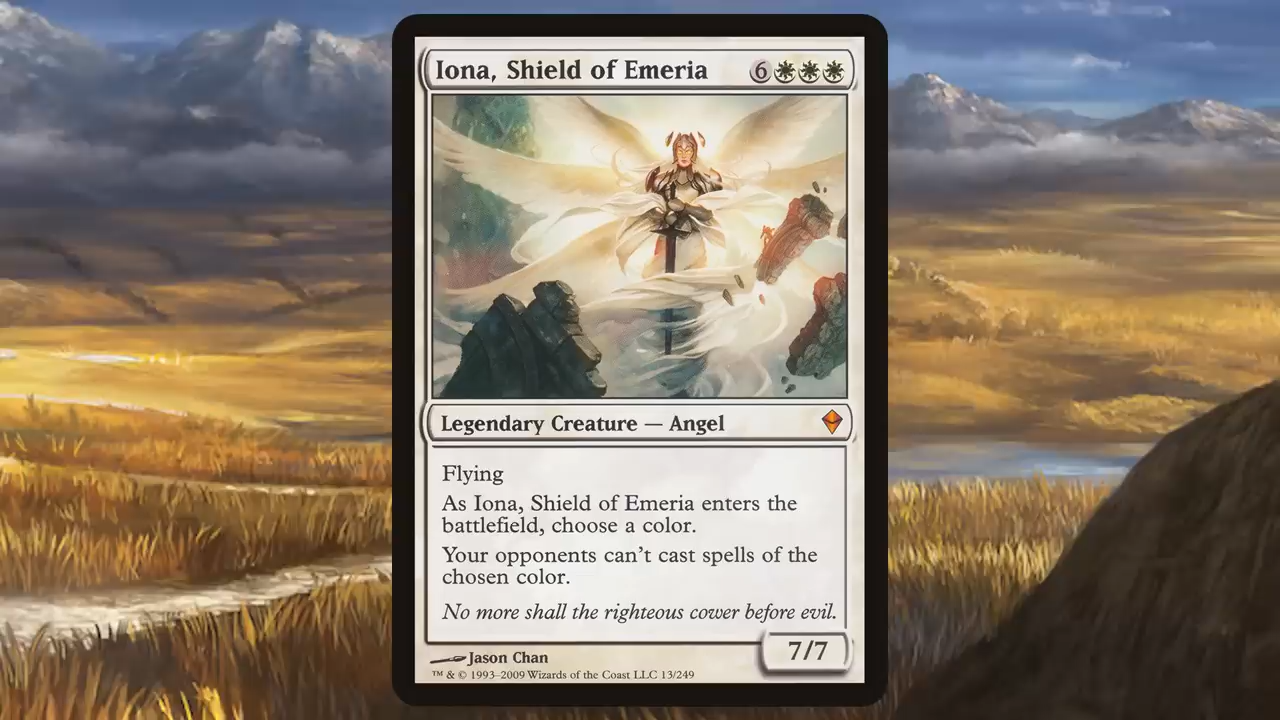 Iona, Shield of Emeria 6
Legendary Creature — Angel
Flying
As Iona, Shield of Emeria enters the
battlefield, choose a color.
Your opponents can't cast spells of the
chosen color.
No more shall the righteous cower before evil.
7/7
Jason Chan
™ & © 1993–2009 Wizards of the Coast LLC 13/249